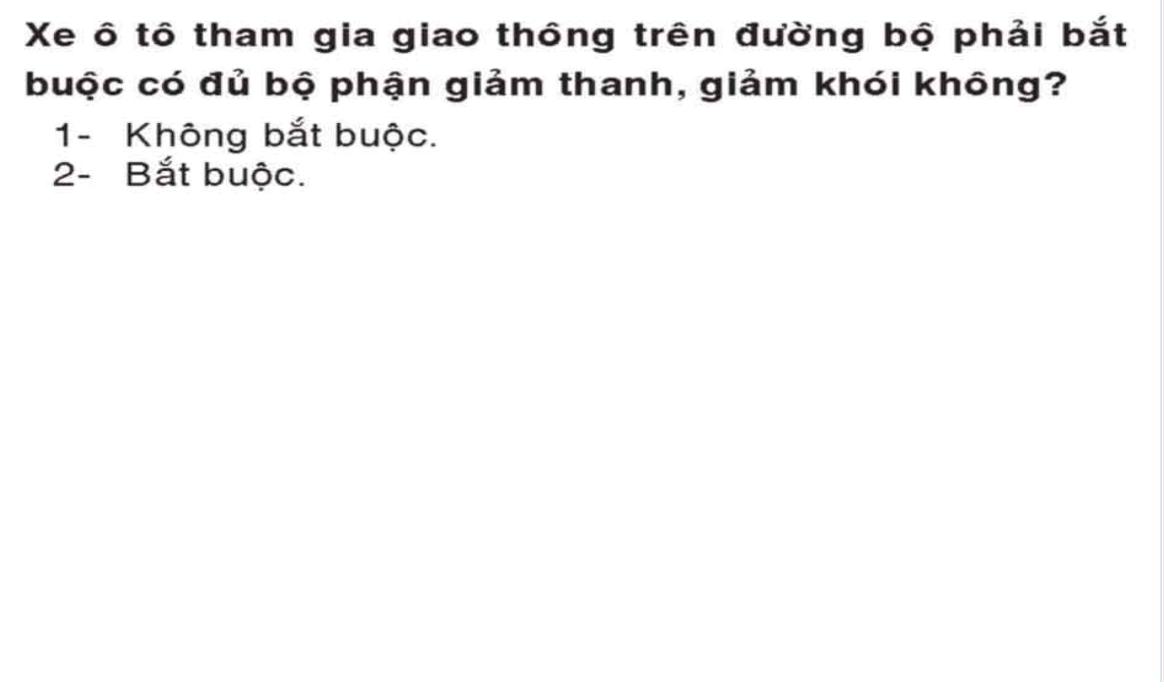 Xe ô tô tham gia giao thông trên đường bộ phải bắt
buộc có đủ bộ phận giảm thanh, giảm khói không?
1- Không bắt buộc.
2- Bắt buộc.